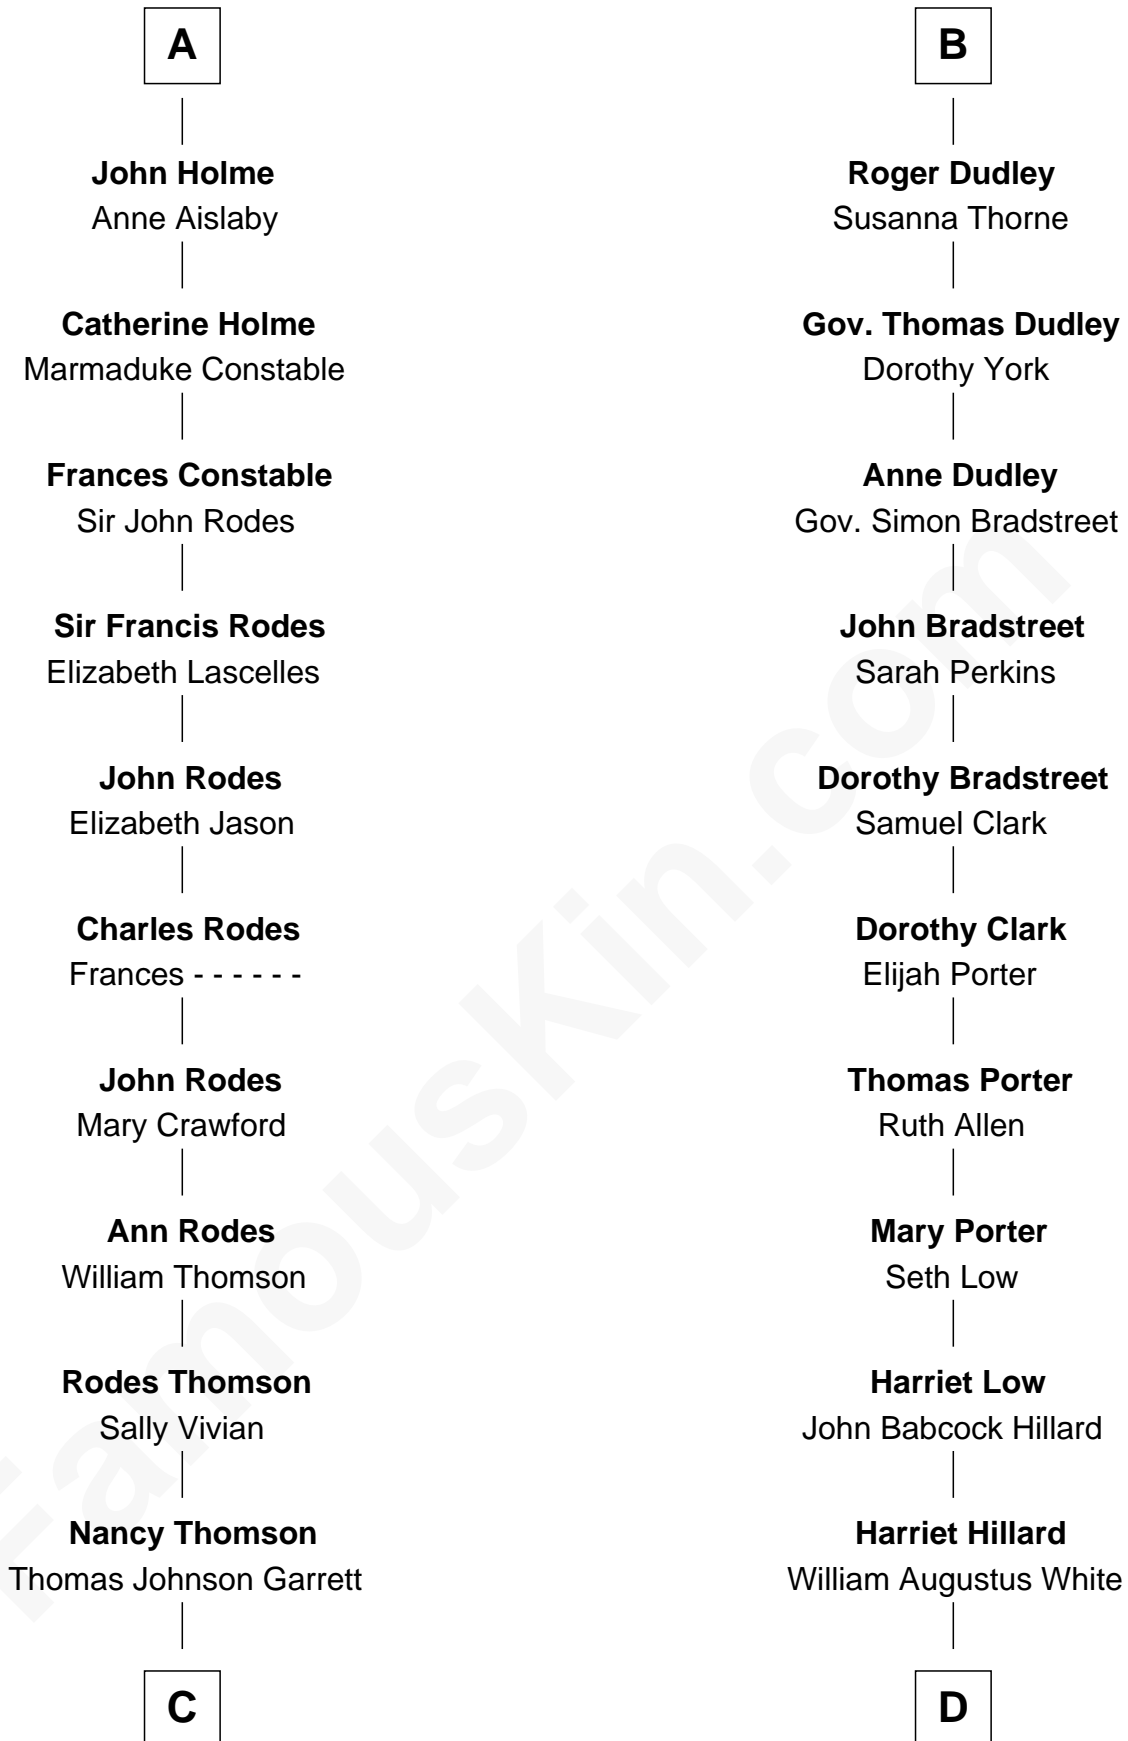 A
John Holme
Anne Aislaby
Catherine Holme
Marmaduke Constable
Frances Constable
Sir John Rodes
Sir Francis Rodes
Elizabeth Lascelles
John Rodes
Elizabeth Jason
Charles Rodes
Frances - - - - - -
John Rodes
Mary Crawford
Ann Rodes
William Thomson
Rodes Thomson
Sally Vivian
Nancy Thomson
Thomas Johnson Garrett
C
B
Roger Dudley
Susanna Thorne
Gov. Thomas Dudley
Dorothy York
Anne Dudley
Gov. Simon Bradstreet
John Bradstreet
Sarah Perkins
Dorothy Bradstreet
Samuel Clark
Dorothy Clark
Elijah Porter
Thomas Porter
Ruth Allen
Mary Porter
Seth Low
Harriet Low
John Babcock Hillard
Harriet Hillard
William Augustus White
D
FamousKin.com